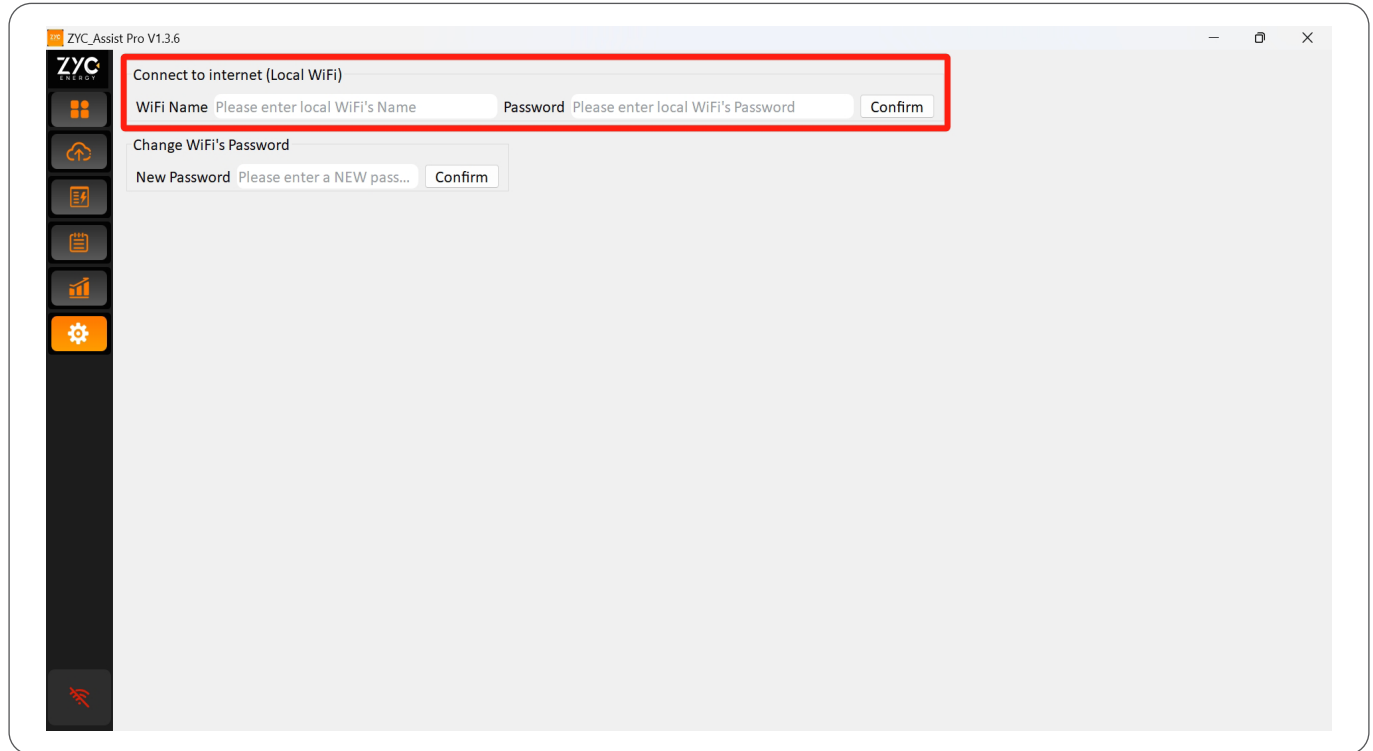 ZYC ZYC_Assist Pro V1.3.6
ZYC
ENERGY
Connect to internet (Local WiFi)
WiFi Name Please enter local WiFi's Name Password Please enter local WiFi's Password Confirm
Change WiFi's Password
New Password Please enter a NEW pass... Confirm